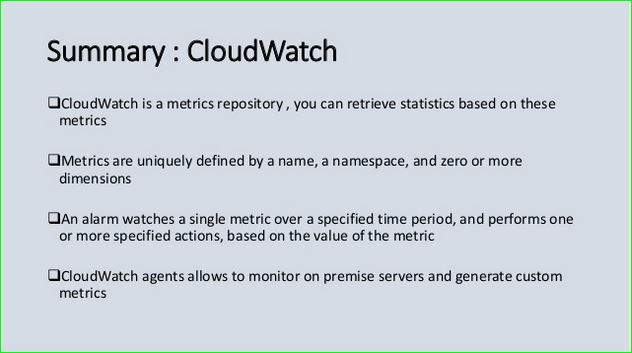 Summary : CloudWatch
❑CloudWatch is a metrics repository , you can retrieve statistics based on these
metrics
❑Metrics are uniquely defined by a name, a namespace, and zero or more
dimensions
❑An alarm watches a single metric over a specified time period, and performs one
or more specified actions, based on the value of the metric
❑CloudWatch agents allows to monitor on premise servers and generate custom
metrics